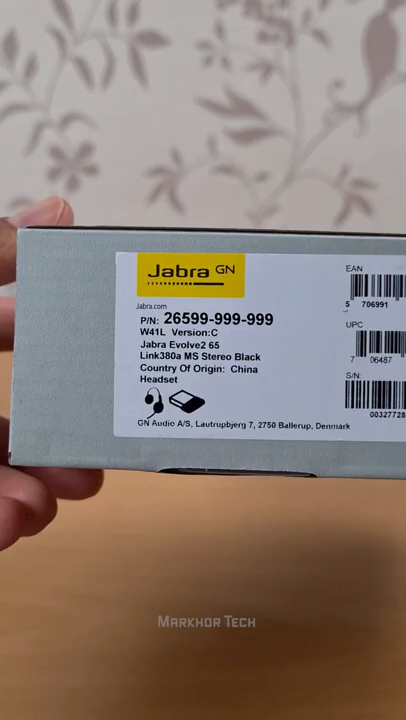 Jabra GN
Jabra.com
P/N: 26599-999-999
W41L Version:C
Jabra Evolve2 65
Link380a MS Stereo Black
Country Of Origin: China
Headset
GN Audio A/S, Lautrupbjerg 7, 2750 Ballerup, Denmark
EAN
5 706991
UPC
7 06487
S/N:
00327728
MARKHOR TECH